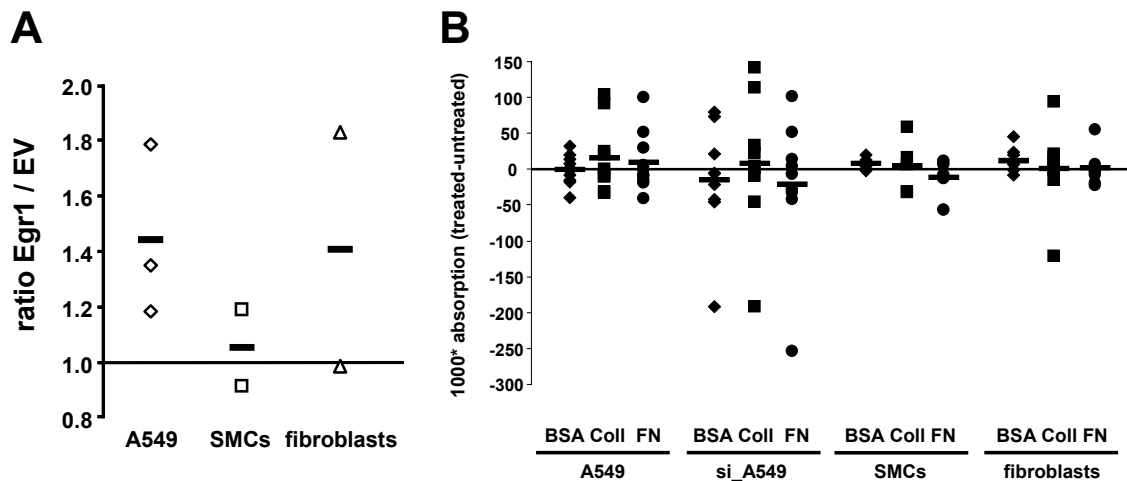 A
ratio Egr1 / EV
2.0
1.8
1.6
1.4
1.2
1.0
0.8
A549 SMCs fibroblasts
B
1000* absorption (treated-untreated)
150
100
50
0
-50
-100
-150
-200
-250
-300
BSA Coll FN BSA Coll FN BSA Coll FN BSA Coll FN
A549 si_A549 SMCs fibroblasts